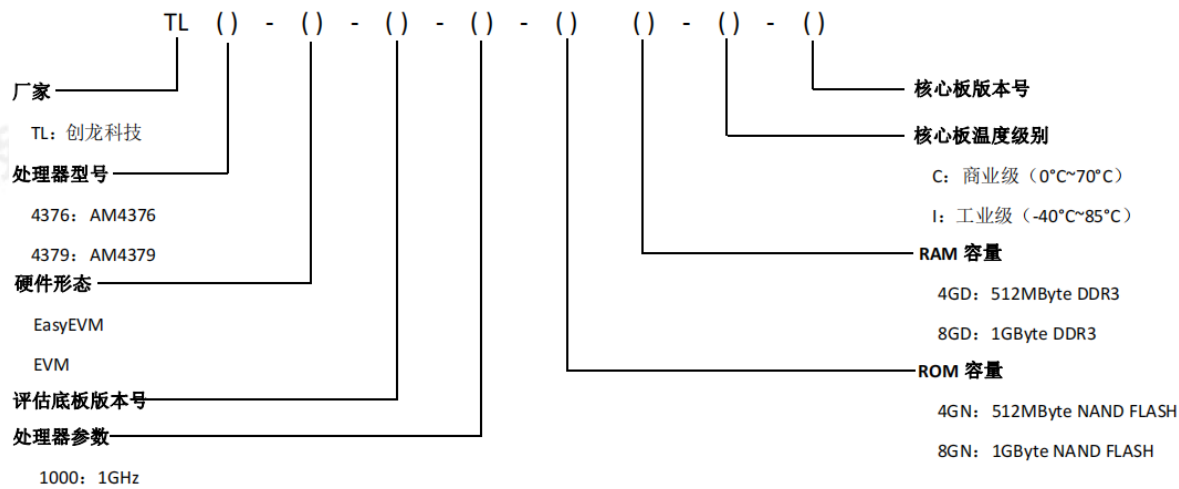 TL () - () - () - () - () () - () - ()
厂家
TL：创龙科技
处理器型号
4376：AM4376
4379：AM4379
硬件形态
EasyEVM
EVM
评估底板版本号
处理器参数
1000：1GHz
核心板版本号
核心板温度级别
C：商业级（0°C~70°C）
I：工业级（-40°C~85°C）
RAM 容量
4GD：512MByte DDR3
8GD：1GByte DDR3
ROM 容量
4GN：512MByte NAND FLASH
8GN：1GByte NAND FLASH